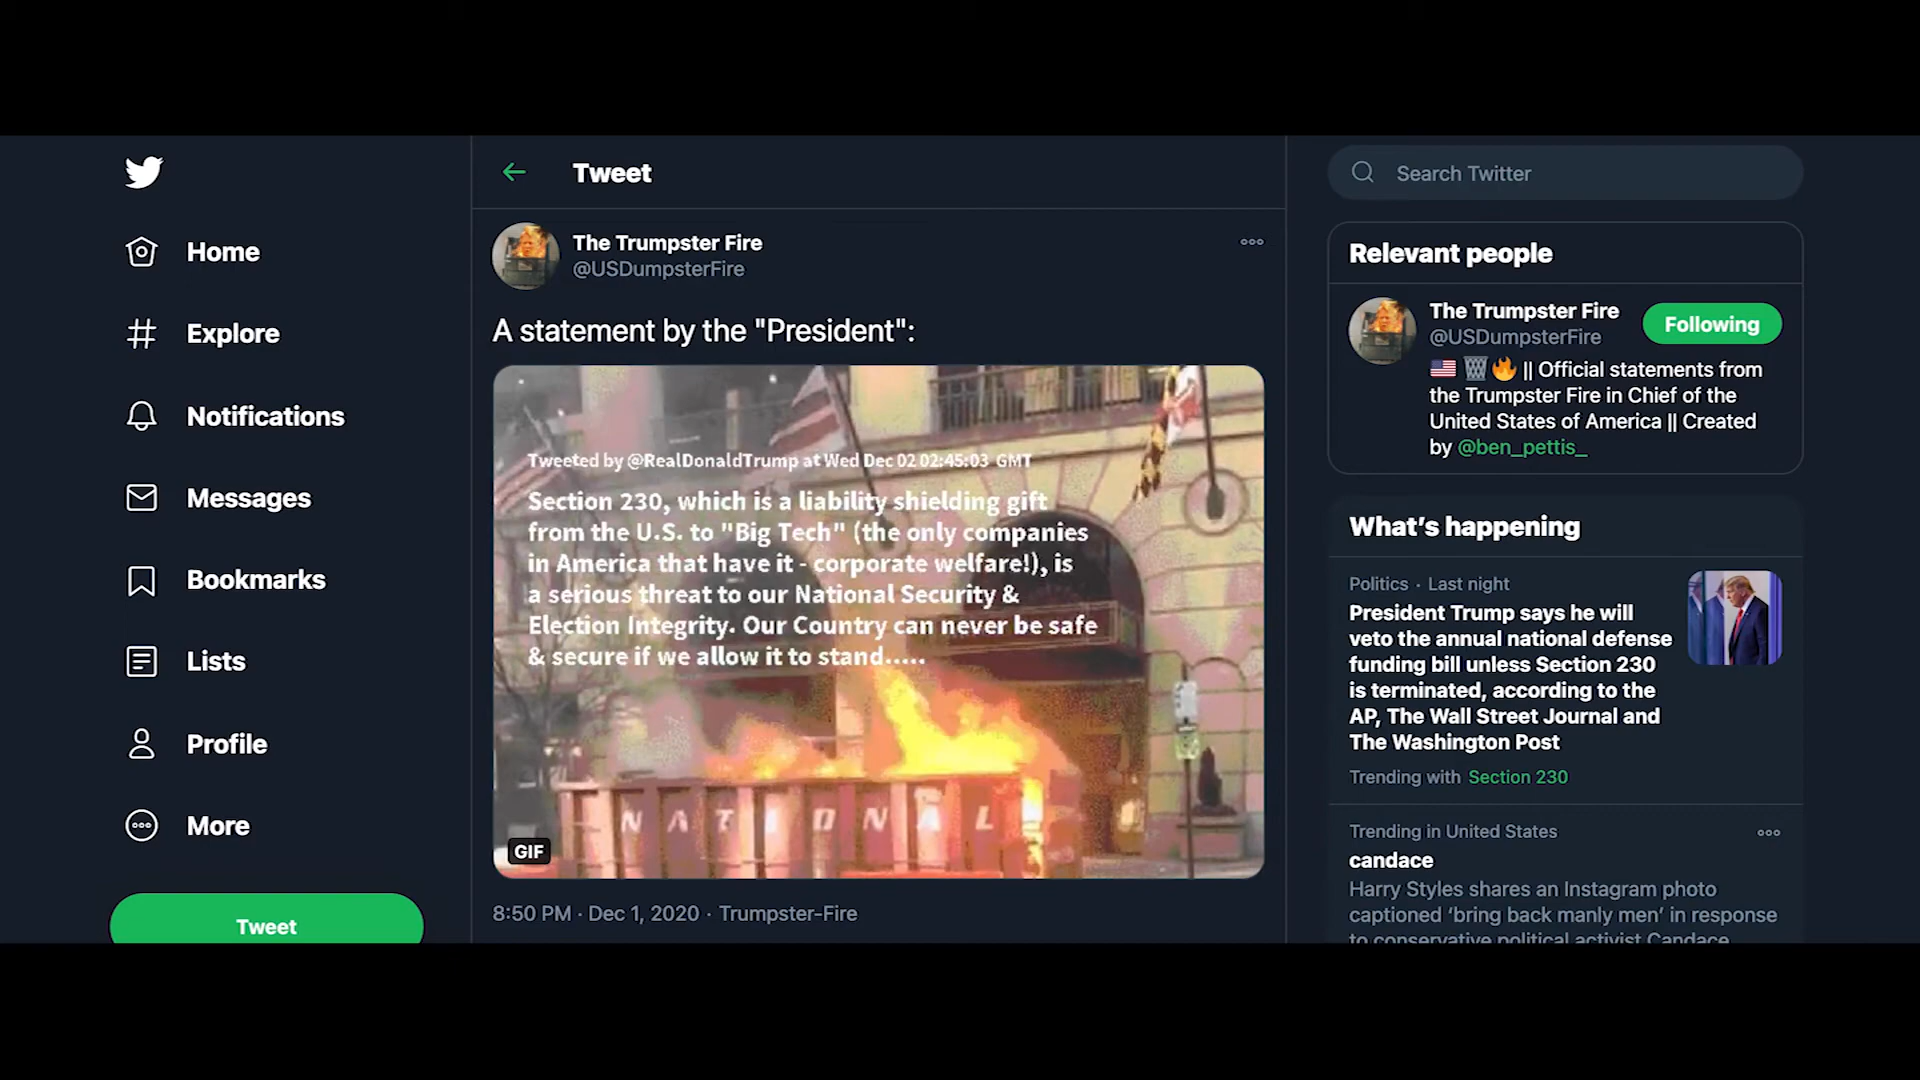 Home
Explore
Notifications
Messages
Bookmarks
Lists
Profile
More
Tweet
Tweet
The Trumpster Fire
@USDumpsterFire
A statement by the "President":
Tweeted by @RealDonaldTrump at Wed Dec 02 02:45:03 GMT
Section 230, which is a liability shielding gift
from the U.S. to "Big Tech" (the only companies
in America that have it - corporate welfare!), is
a serious threat to our National Security &
Election Integrity. Our Country can never be safe
& secure if we allow it to stand.....
NATIONAL
GIF
8:50 PM · Dec 1, 2020 · Trumpster-Fire
Search Twitter
Relevant people
The Trumpster Fire
@USDumpsterFire
Following
|| Official statements from
the Trumpster Fire in Chief of the
United States of America || Created
by @ben_pettis_
What's happening
Politics · Last night
President Trump says he will
veto the annual national defense
funding bill unless Section 230
is terminated, according to the
AP, The Wall Street Journal and
The Washington Post
Trending with Section 230
Trending in United States
candace
Harry Styles shares an Instagram photo
captioned 'bring back manly men' in response
to conservative political activist Candace